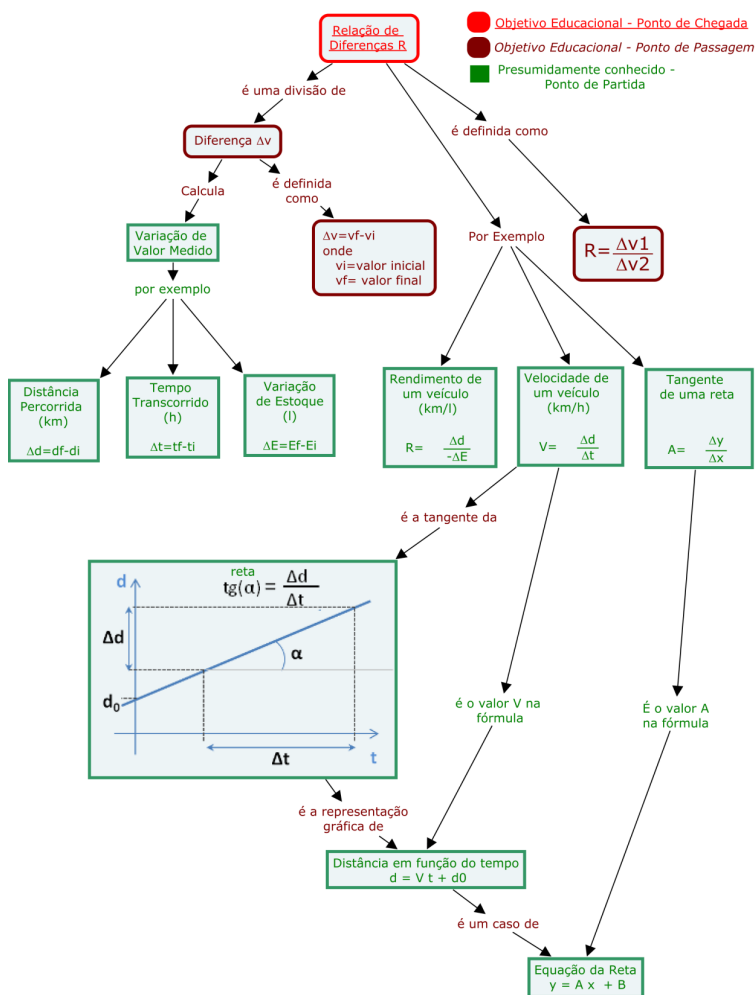 Relação de
Diferenças R
Objetivo Educacional - Ponto de Chegada
Objetivo Educacional - Ponto de Passagem
Presumidamente conhecido -
Ponto de Partida
é uma divisão de
é definida como
Diferença Δv
Calcula
é definida
como
Variação de
Valor Medido
Δv=vf-vi
onde
vi=valor inicial
vf= valor final
Por Exemplo
R= Δv1
Δv2
por exemplo
Distância
Percorrida
(km)
Δd=df-di
Tempo
Transcorrido
(h)
Δt=tf-ti
Variação
de Estoque
(l)
ΔE=Ef-Ei
Rendimento de
um veículo
(km/l)
R= Δd
-ΔE
Velocidade de
um veículo
(km/h)
V= Δd
Δt
Tangente
de uma reta
A= Δy
Δx
é a tangente da
reta
d
tg(α) = Δd
Δt
Δd
α
d0
Δt
t
é o valor V na
fórmula
É o valor A
na fórmula
é a representação
gráfica de
Distância em função do tempo
d = V t + d0
é um caso de
Equação da Reta
y = A x + B